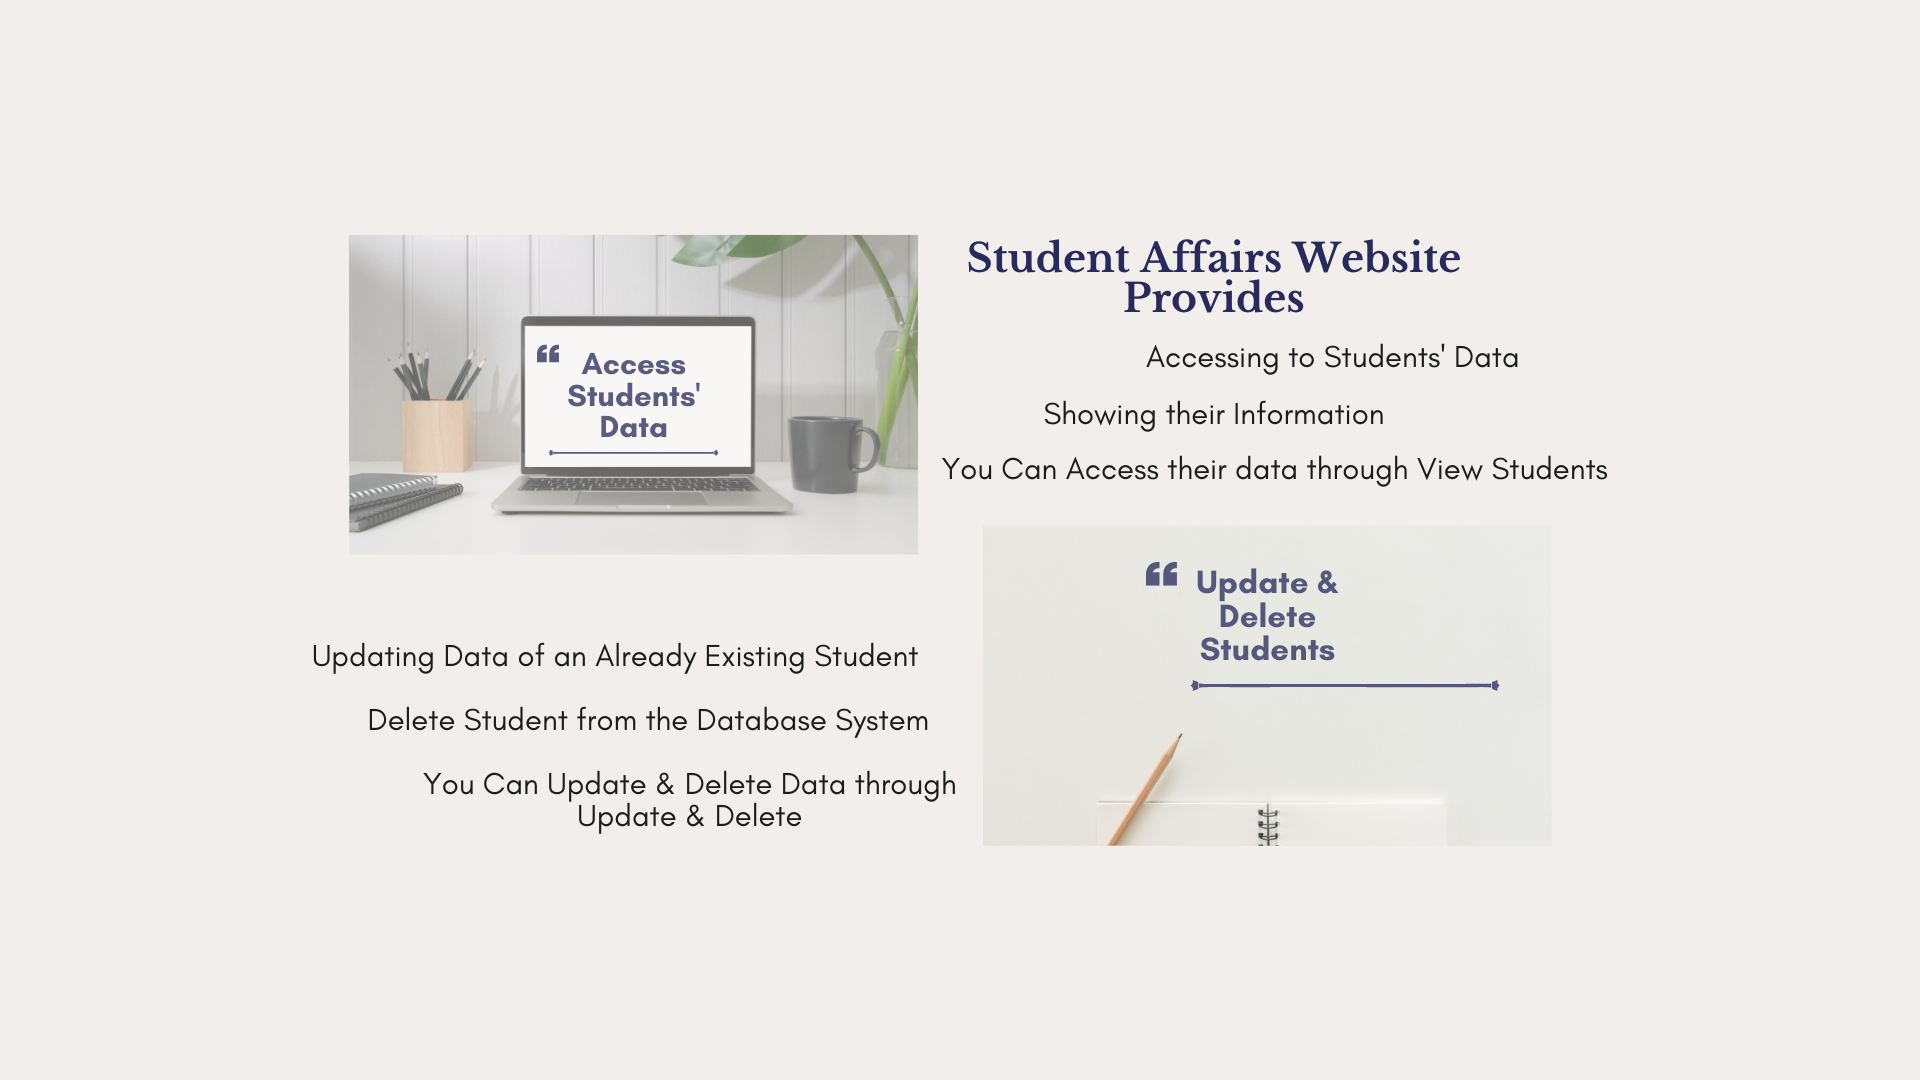 Student Affairs Website
Provides
“ Access
Students'
Data
Accessing to Students' Data
Showing their Information
You Can Access their data through View Students
“ Update &
Delete
Students
Updating Data of an Already Existing Student
Delete Student from the Database System
You Can Update & Delete Data through
Update & Delete